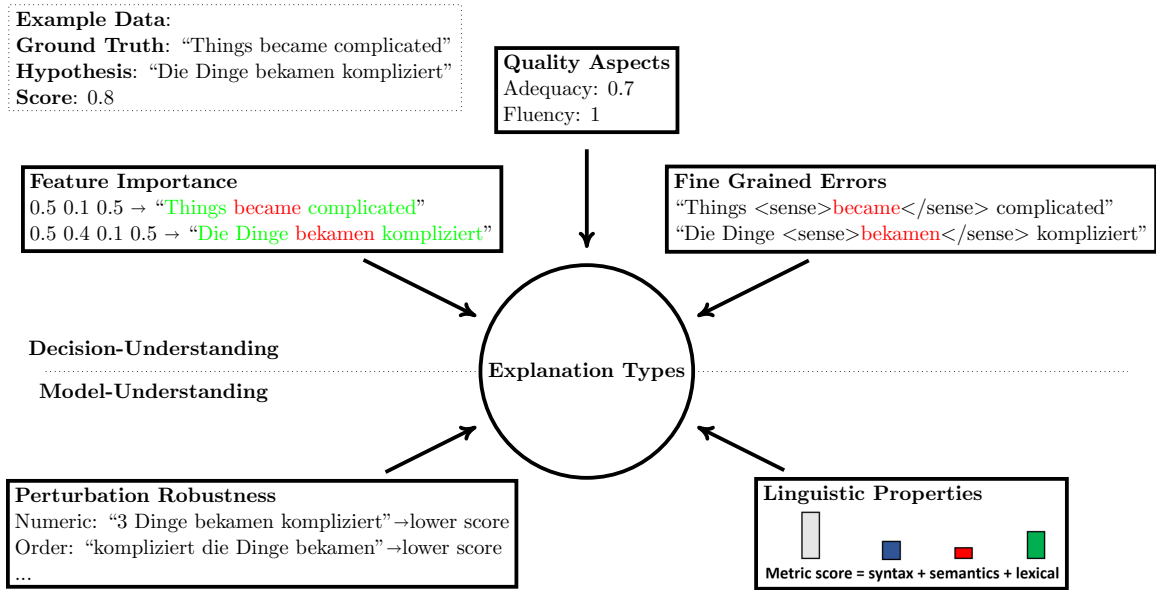 Example Data:
Ground Truth: “Things became complicated”
Hypothesis: “Die Dinge bekamen kompliziert”
Score: 0.8
Quality Aspects
Adequacy: 0.7
Fluency: 1
Feature Importance
0.5 0.1 0.5 → “Things became complicated”
0.5 0.4 0.1 0.5 → “Die Dinge bekamen kompliziert”
Fine Grained Errors
“Things <sense>became</sense> complicated”
“Die Dinge <sense>bekamen</sense> kompliziert”
Decision-Understanding
Explanation Types
Model-Understanding
Perturbation Robustness
Numeric: “3 Dinge bekamen kompliziert”→lower score
Order: “kompliziert die Dinge bekamen”→lower score
...
Linguistic Properties
Metric score = syntax + semantics + lexical